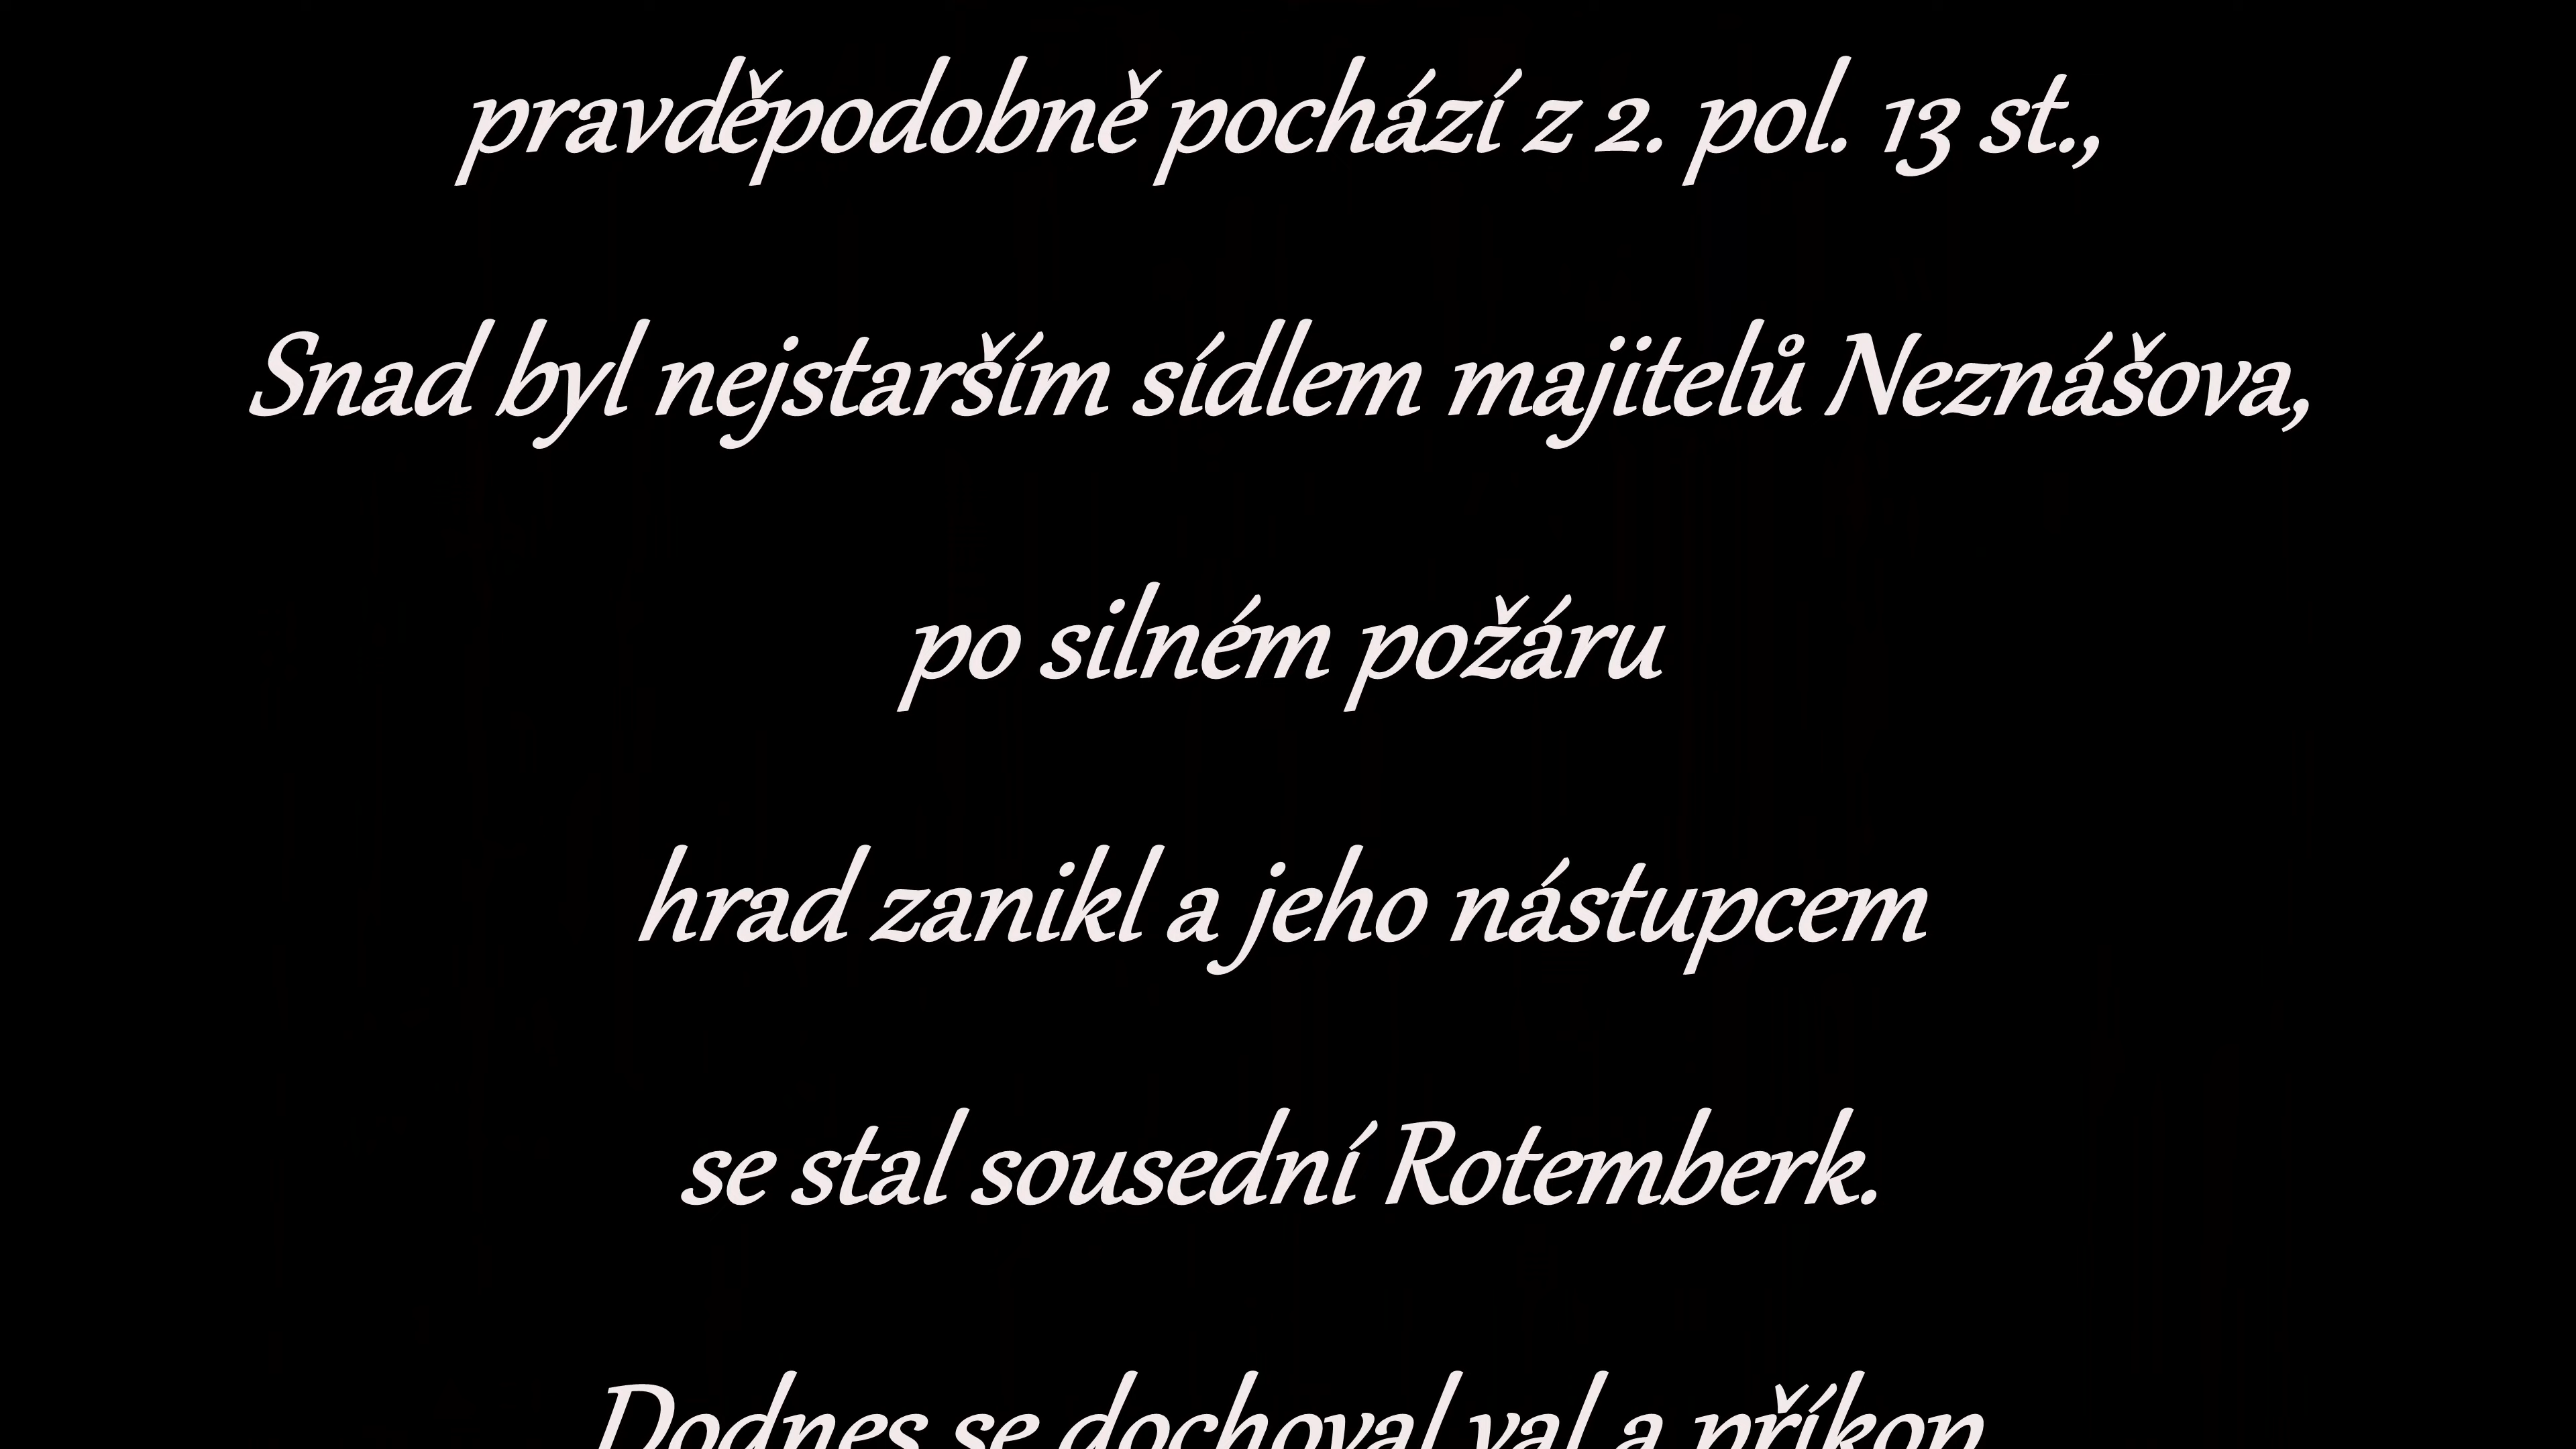 pravděpodobně pochází z 2. pol. 13 st.,
Snad byl nejstarším sídlem majitelů Neznášova,
po silném požáru
hrad zanikl a jeho nástupcem
se stal sousední Rotemberk.
Dodnes se dochoval val a příkop